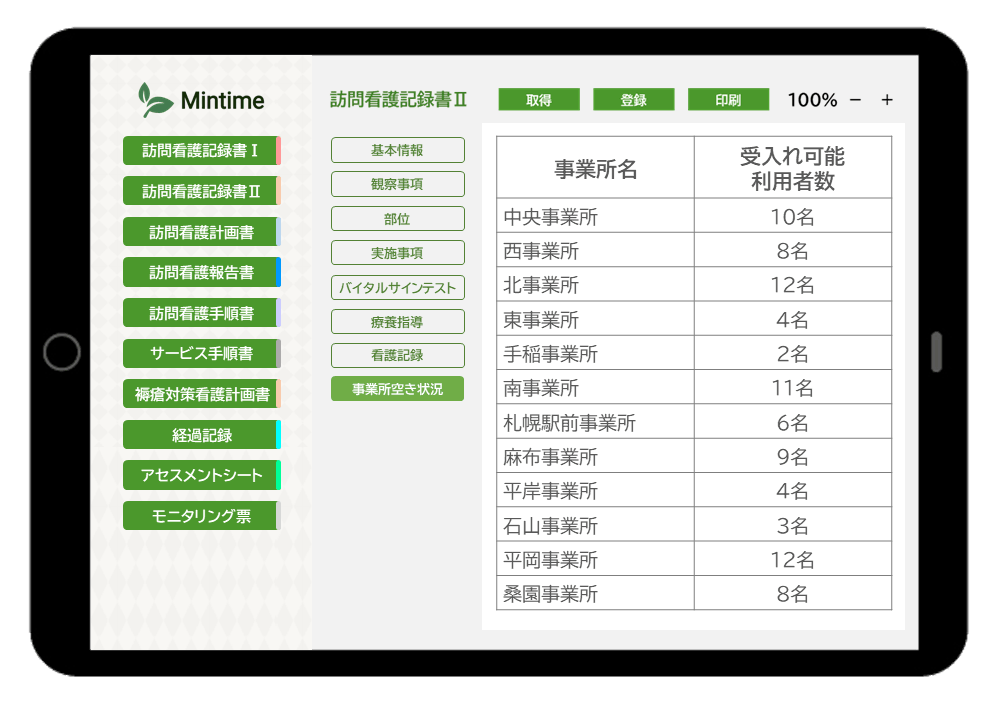 Mintime
訪問看護記録書Ⅰ
訪問看護記録書Ⅱ
訪問看護計画書
訪問看護報告書
訪問看護手順書
サービス手順書
褥瘡対策看護計画書
経過記録
アセスメントシート
モニタリング票
訪問看護記録書Ⅱ
取得
登録
印刷
100% − +
基本情報
観察事項
部位
実施事項
バイタルサインテスト
療養指導
看護記録
事業所空き状況
事業所名
受入れ可能
利用者数
中央事業所 10名
西事業所 8名
北事業所 12名
東事業所 4名
手稲事業所 2名
南事業所 11名
札幌駅前事業所 6名
麻布事業所 9名
平岸事業所 4名
石山事業所 3名
平岡事業所 12名
桑園事業所 8名